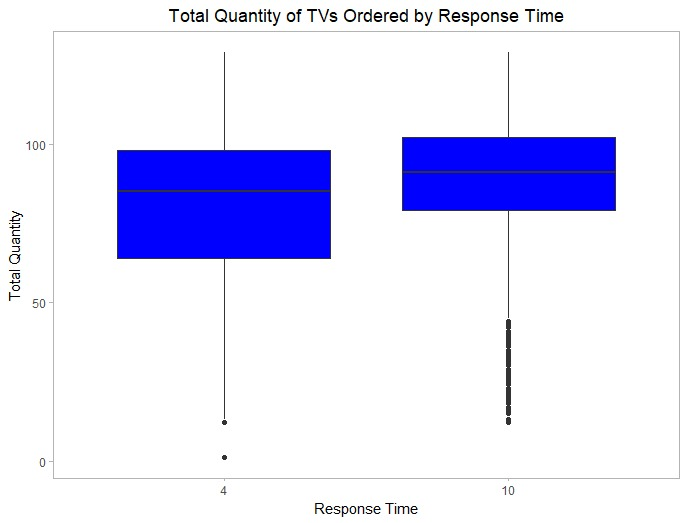 Total Quantity of TVs Ordered by Response Time
Total Quantity
100
50
0
4
10
Response Time